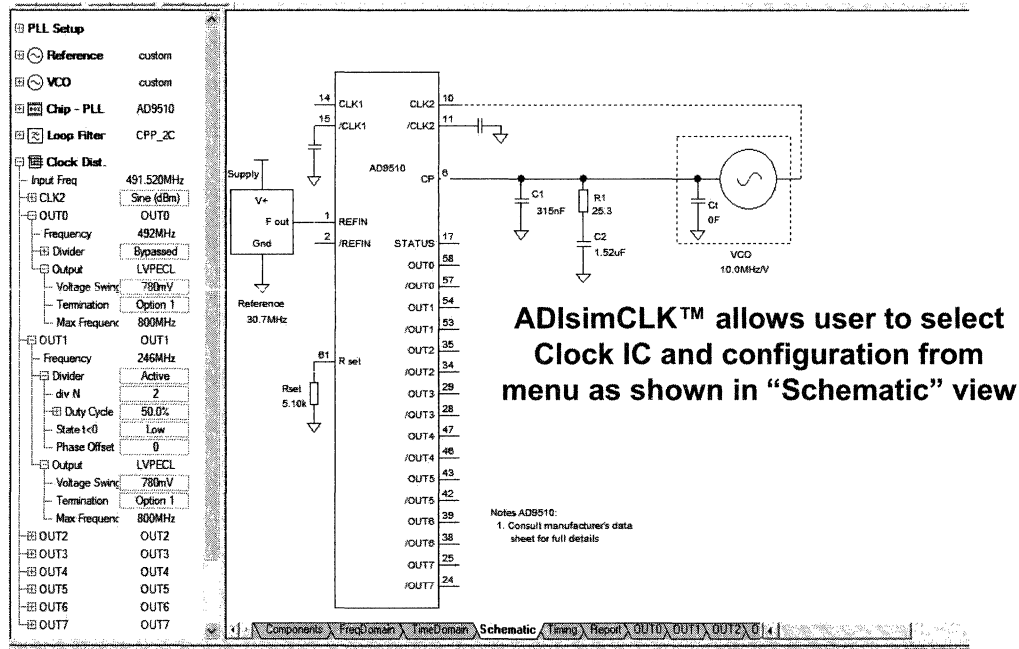 PLL Setup
Reference custom
VCO custom
Chip - PLL AD9510
Loop Filter CPP_2C
Clock Dist.
Input Freq 491.520MHz
CLK2 Sine (dBm)
OUT0 OUT0
Frequency 492MHz
Divider Bypassed
Output LVPECL
Voltage Swing 780mV
Termination Option 1
Max Frequenc 800MHz
OUT1 OUT1
Frequency 246MHz
Divider Active
div N 2
Duty Cycle 50.0%
State t<0 Low
Phase Offset 0
Output LVPECL
Voltage Swing 780mV
Termination Option 1
Max Frequenc 800MHz
OUT2 OUT2
OUT3 OUT3
OUT4 OUT4
OUT5 OUT5
OUT6 OUT6
OUT7 OUT7
Supply
V+
F out
Gnd
Reference
30.7MHz
14 CLK1
15 /CLK1
1 REFIN
2 /REFIN
61 R set
Rset
5.10k
AD9510
CLK2 10
/CLK2 11
CP 6
STATUS 17
OUT0 58
/OUT0 57
OUT1 54
/OUT1 53
OUT2 35
/OUT2 34
OUT3 29
/OUT3 28
OUT4 47
/OUT4 46
OUT5 43
/OUT5 42
OUT6 39
/OUT6 38
OUT7 25
/OUT7 24
C1
315nF
R1
25.3
C2
1.52uF
Ct
0F
VCO
10.0MHz/V
ADIsimCLK™ allows user to select
Clock IC and configuration from
menu as shown in “Schematic” view
Notes AD9510:
1. Consult manufacturer's data
sheet for full details
Components FreqDomain TimeDomain Schematic Timing Report OUT0 OUT1 OUT2 O